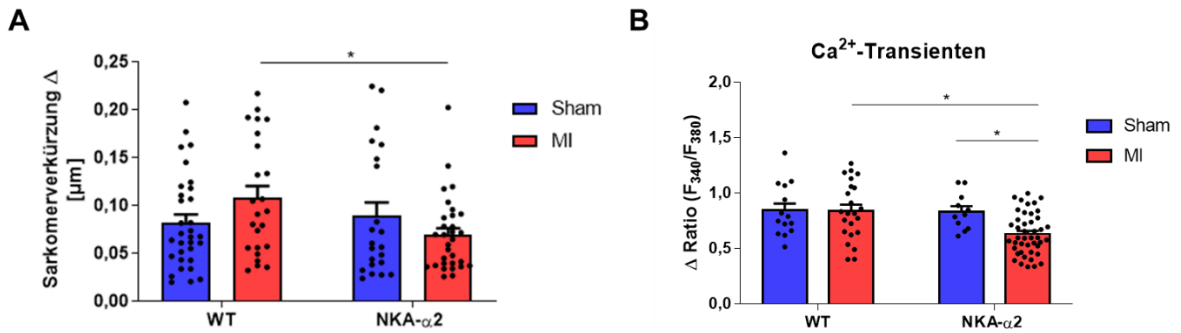 A
Sarkomerverkürzung Δ
[µm]
0,25
0,20
0,15
0,10
0,05
0,00
*
WT
NKA-α2
Sham
MI
B
Ca²⁺-Transienten
Δ Ratio (F₃₄₀/F₃₈₀)
2,0
1,5
1,0
0,5
0,0
*
*
WT
NKA-α2
Sham
MI